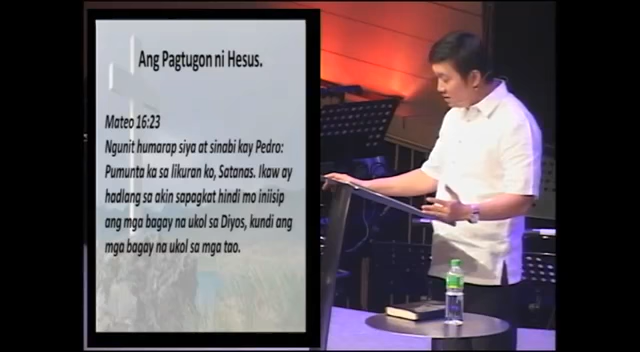 Ang Pagtugon ni Hesus.
Mateo 16:23
Ngunit humarap siya at sinabi kay Pedro:
Pumunta ka sa likuran ko, Satanas. Ikaw ay
hadlang sa akin sapagkat hindi mo iniisip
ang mga bagay na ukol sa Diyos, kundi ang
mga bagay na ukol sa mga tao.